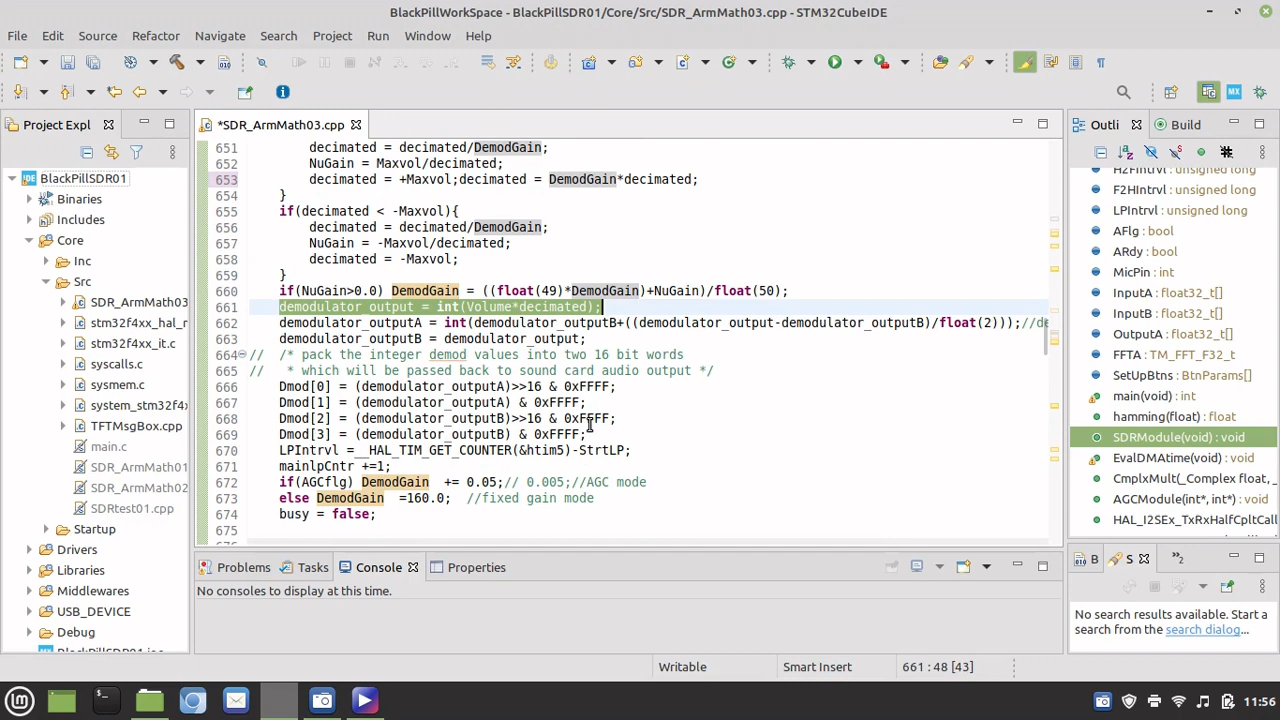 BlackPillWorkSpace - BlackPillSDR01/Core/Src/SDR_ArmMath03.cpp - STM32CubeIDE
File Edit Source Refactor Navigate Search Project Run Window Help
Project Expl
*SDR_ArmMath03.cpp
Outli
Build
BlackPillSDR01
Binaries
Includes
Core
Inc
Src
SDR_ArmMath03
stm32f4xx_hal_r
stm32f4xx_it.c
syscalls.c
sysmem.c
system_stm32f4
TFTMsgBox.cpp
main.c
SDR_ArmMath01
SDR_ArmMath02
SDRtest01.cpp
Startup
Drivers
Libraries
Middlewares
USB_DEVICE
Debug
651 decimated = decimated/DemodGain;
652 NuGain = Maxvol/decimated;
653 decimated = +Maxvol;decimated = DemodGain*decimated;
654 }
655 if(decimated < -Maxvol){
656 decimated = decimated/DemodGain;
657 NuGain = -Maxvol/decimated;
658 decimated = -Maxvol;
659 }
660 if(NuGain>0.0) DemodGain = ((float(49)*DemodGain)+NuGain)/float(50);
661 demodulator_output = int(Volume*decimated);
662 demodulator_outputA = int(demodulator_outputB+((demodulator_output-demodulator_outputB)/float(2)));//de
663 demodulator_outputB = demodulator_output;
664 // /* pack the integer demod values into two 16 bit words
665 // * which will be passed back to sound card audio output */
666 Dmod[0] = (demodulator_outputA)>>16 & 0xFFFF;
667 Dmod[1] = (demodulator_outputA) & 0xFFFF;
668 Dmod[2] = (demodulator_outputB)>>16 & 0xFFFF;
669 Dmod[3] = (demodulator_outputB) & 0xFFFF;
670 LPIntrvl =__HAL_TIM_GET_COUNTER(&htim5)-StrtLP;
671 mainlpCntr +=1;
672 if(AGCflg) DemodGain += 0.05;// 0.005;//AGC mode
673 else DemodGain =160.0; //fixed gain mode
674 busy = false;
675
H2FIntrvl : unsigned long
F2HIntrvl : unsigned long
LPIntrvl : unsigned long
AFlg : bool
ARdy : bool
MicPin : int
InputA : float32_t[]
InputB : float32_t[]
OutputA : float32_t[]
FFTA : TM_FFT_F32_t
SetUpBtns : BtnParams[]
main(void) : int
hamming(float) : float
SDRModule(void) : void
EvalDMAtime(void) : void
CmplxMult(_Complex float, _
AGCModule(int*, int*) : void
HAL_I2SEx_TxRxHalfCpltCall
Problems Tasks Console Properties
No consoles to display at this time.
B S »2
No search results available. Start a
search from the search dialog...
Writable Smart Insert 661 : 48 [43]
11:56